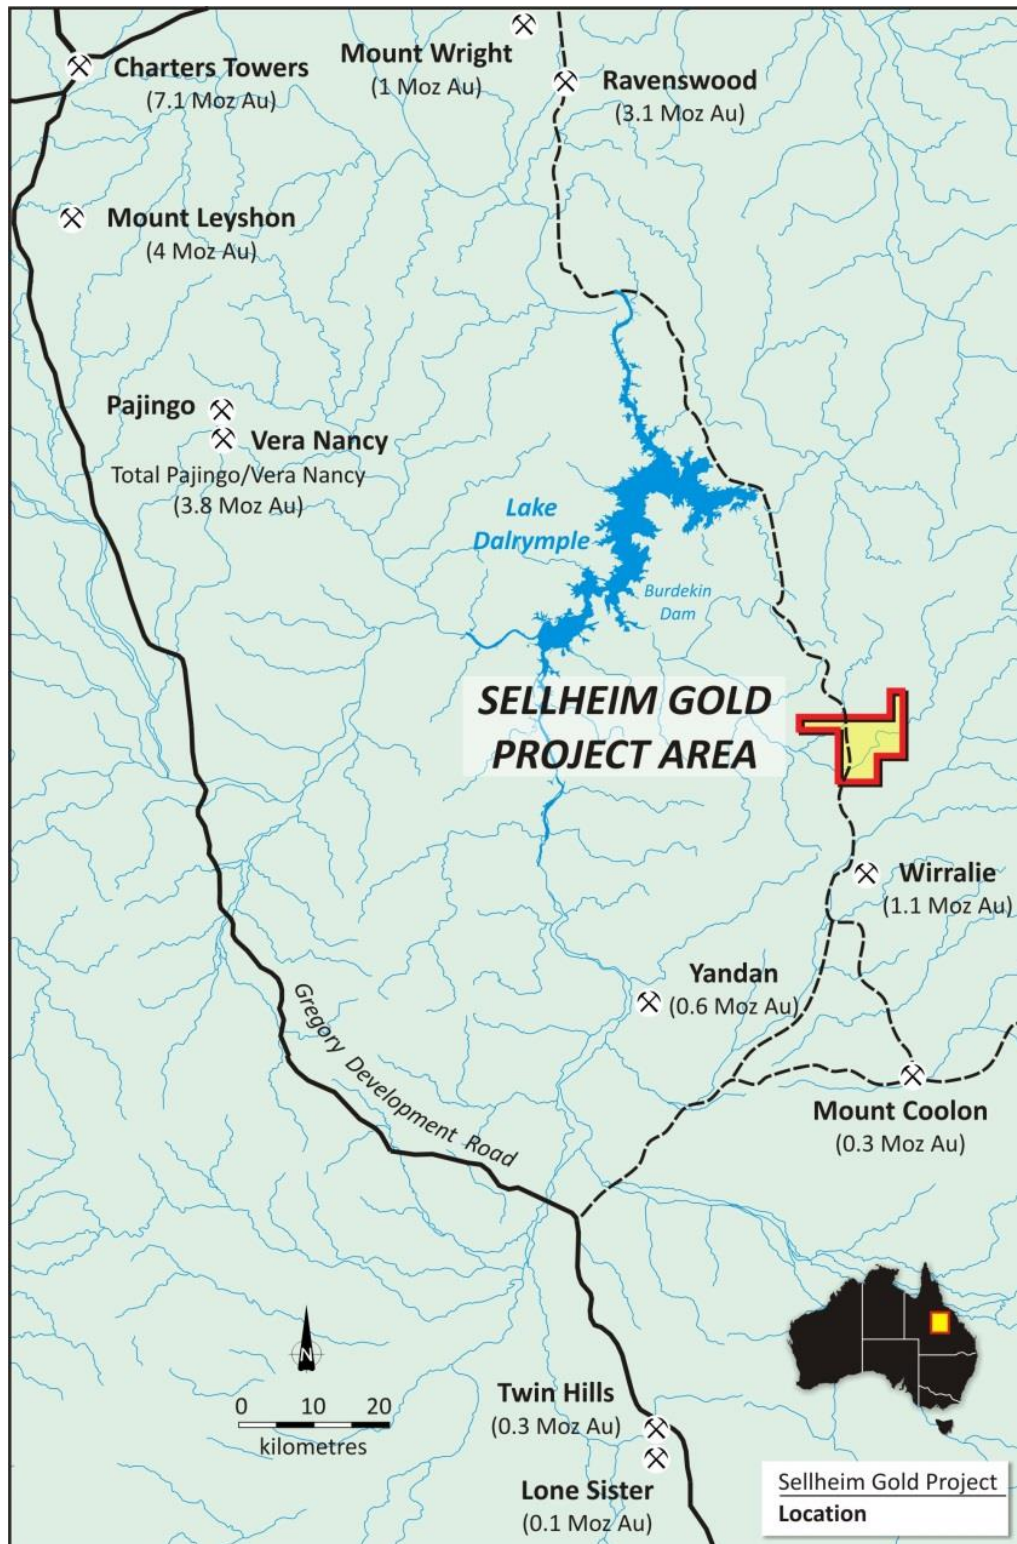 Mount Wright
(1 Moz Au)
Charters Towers
(7.1 Moz Au)
Ravenswood
(3.1 Moz Au)
Mount Leyshon
(4 Moz Au)
Pajingo
Vera Nancy
Total Pajingo/Vera Nancy
(3.8 Moz Au)
Lake
Dalrymple
Burdekin
Dam
SELLHEIM GOLD
PROJECT AREA
Wirralie
(1.1 Moz Au)
Yandan
(0.6 Moz Au)
Gregory Development Road
Mount Coolon
(0.3 Moz Au)
N
0 10 20
kilometres
Twin Hills
(0.3 Moz Au)
Lone Sister
(0.1 Moz Au)
Sellheim Gold Project
Location